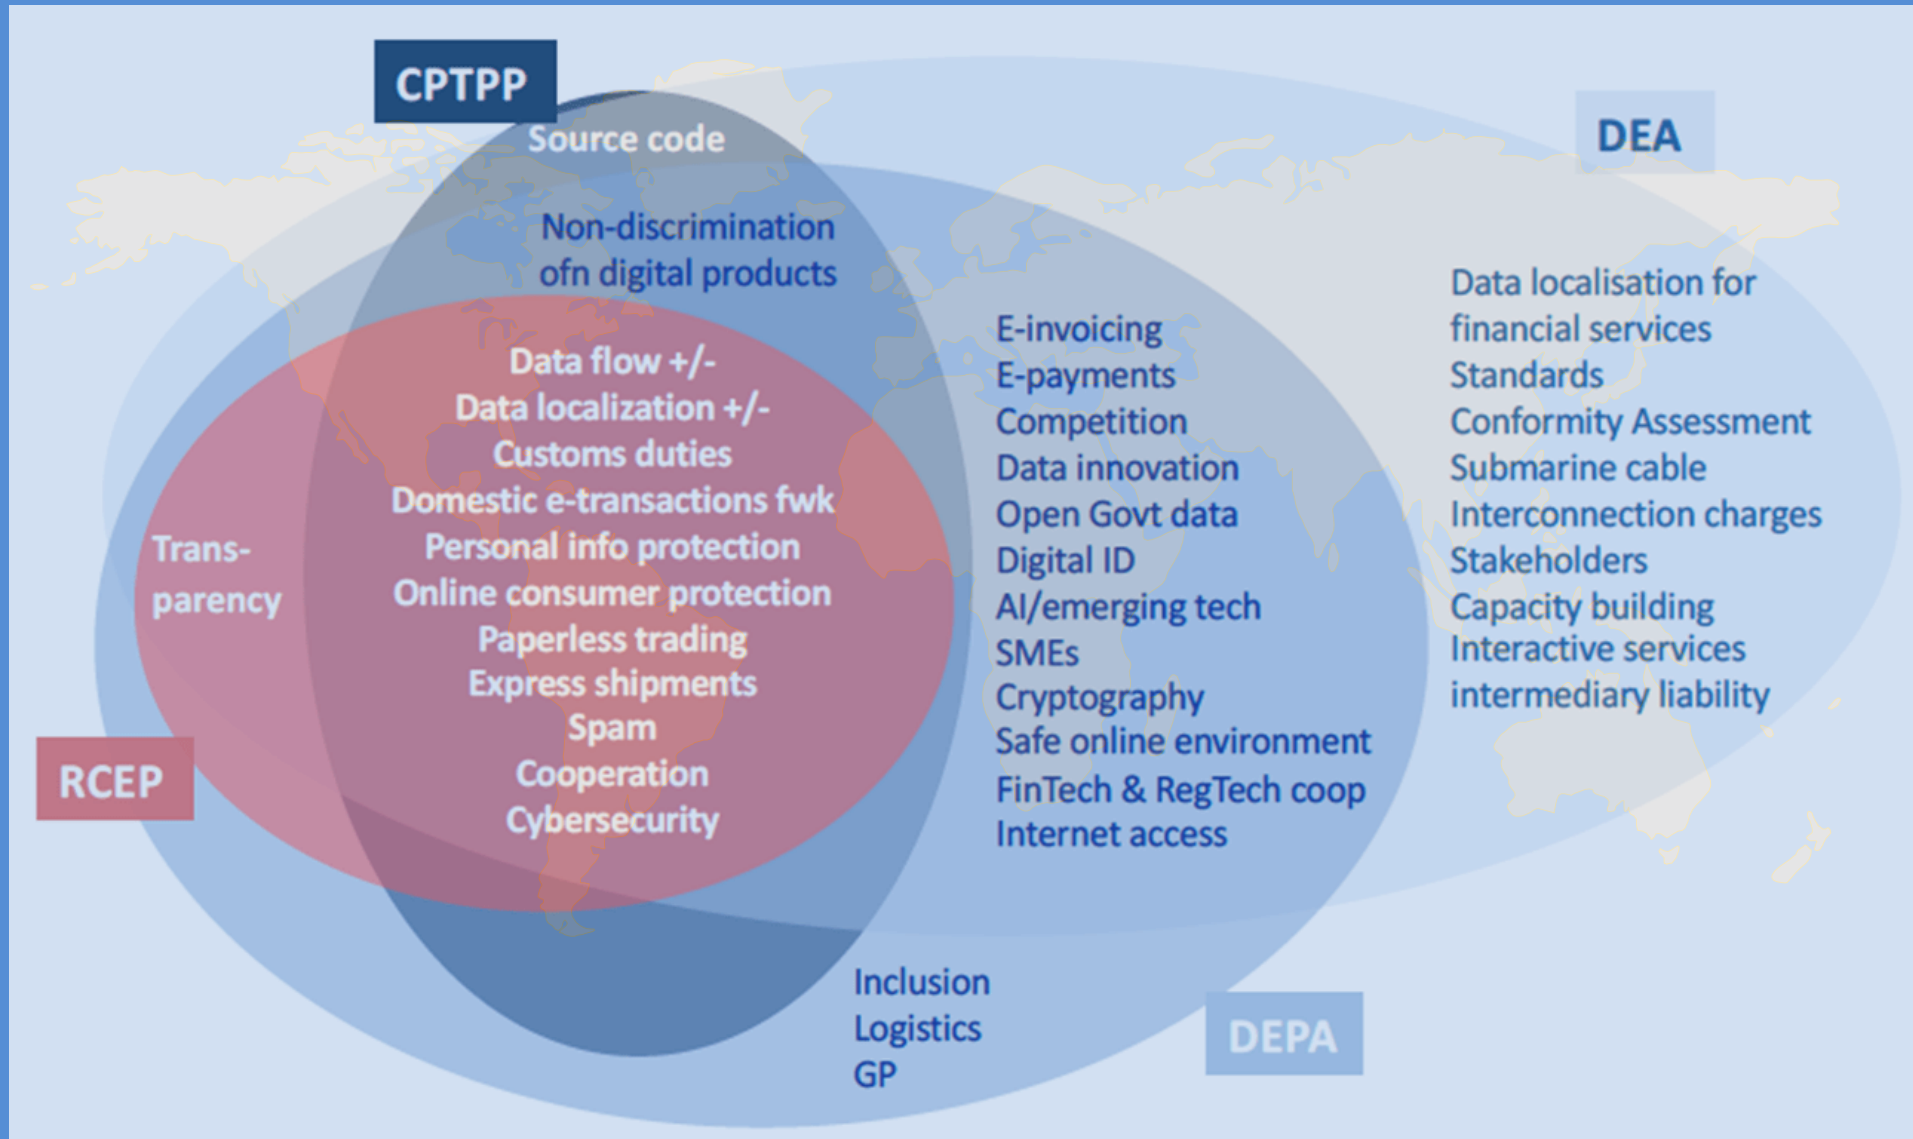 CPTPP
Source code
DEA
Non-discrimination
ofn digital products
Data flow +/-
Data localization +/-
Customs duties
Domestic e-transactions fwk
Personal info protection
Online consumer protection
Paperless trading
Express shipments
Spam
Cooperation
Cybersecurity
Trans-
parency
RCEP
E-invoicing
E-payments
Competition
Data innovation
Open Govt data
Digital ID
AI/emerging tech
SMEs
Cryptography
Safe online environment
FinTech & RegTech coop
Internet access
Data localisation for
financial services
Standards
Conformity Assessment
Submarine cable
Interconnection charges
Stakeholders
Capacity building
Interactive services
intermediary liability
Inclusion
Logistics
GP
DEPA